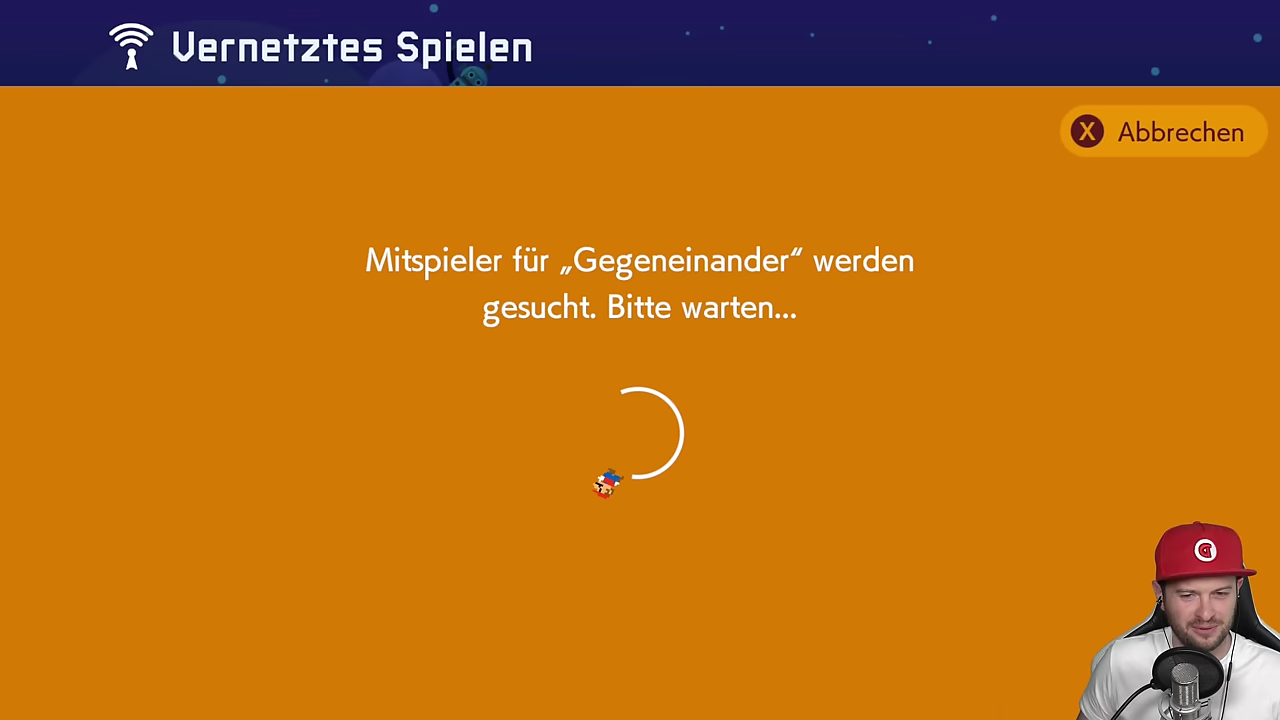 Vernetztes Spielen
X Abbrechen
Mitspieler für „Gegeneinander“ werden
gesucht. Bitte warten...
G